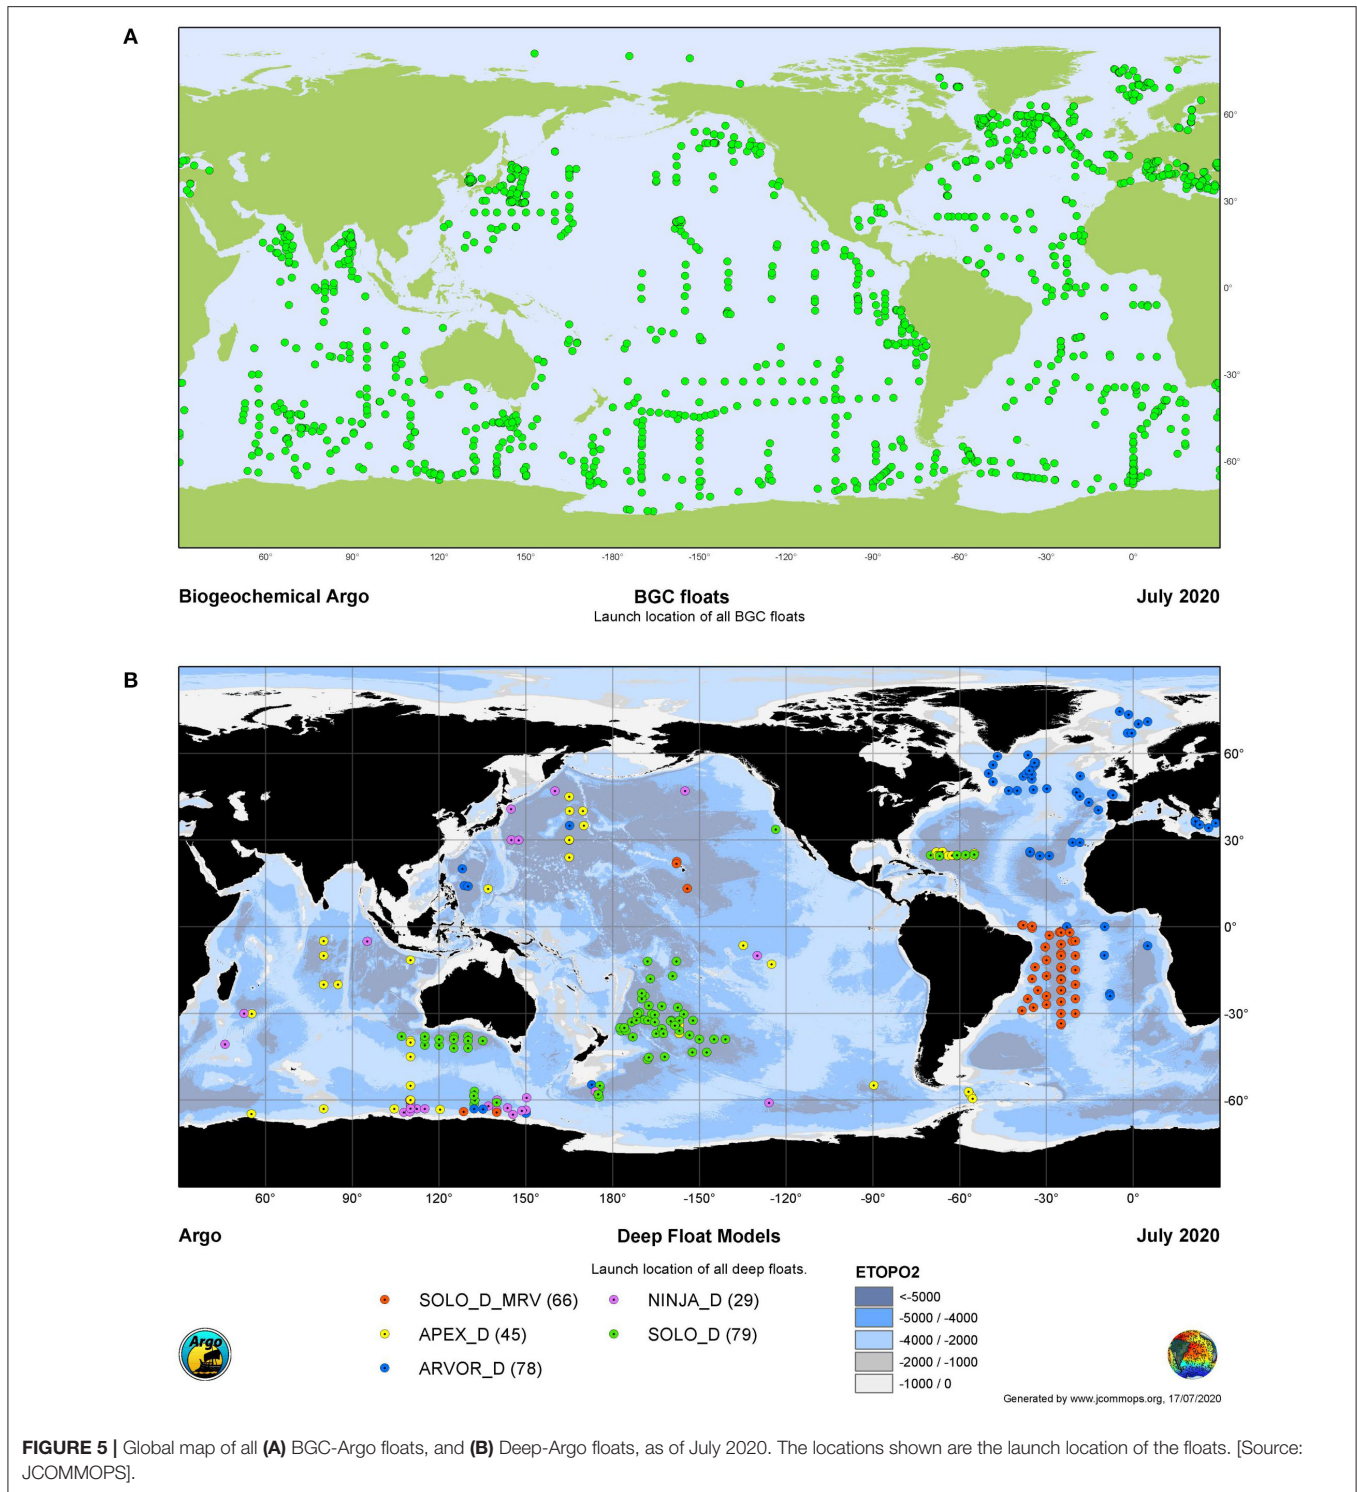 A
60°
30°
0°
-30°
-60°
60°
90°
120°
150°
180°
-150°
-120°
-90°
-60°
-30°
0°
Biogeochemical Argo
BGC floats
July 2020
Launch location of all BGC floats
B
60°
30°
0°
-30°
-60°
60°
90°
120°
150°
180°
-150°
-120°
-90°
-60°
-30°
0°
Argo
Deep Float Models
July 2020
Launch location of all deep floats.
SOLO_D_MRV (66)
NINJA_D (29)
APEX_D (45)
SOLO_D (79)
ARVOR_D (78)
ETOPO2
<-5000
-5000 / -4000
-4000 / -2000
-2000 / -1000
-1000 / 0
Argo
Generated by www.jcommops.org, 17/07/2020
FIGURE 5 | Global map of all (A) BGC-Argo floats, and (B) Deep-Argo floats, as of July 2020. The locations shown are the launch location of the floats. [Source:
JCOMMOPS].